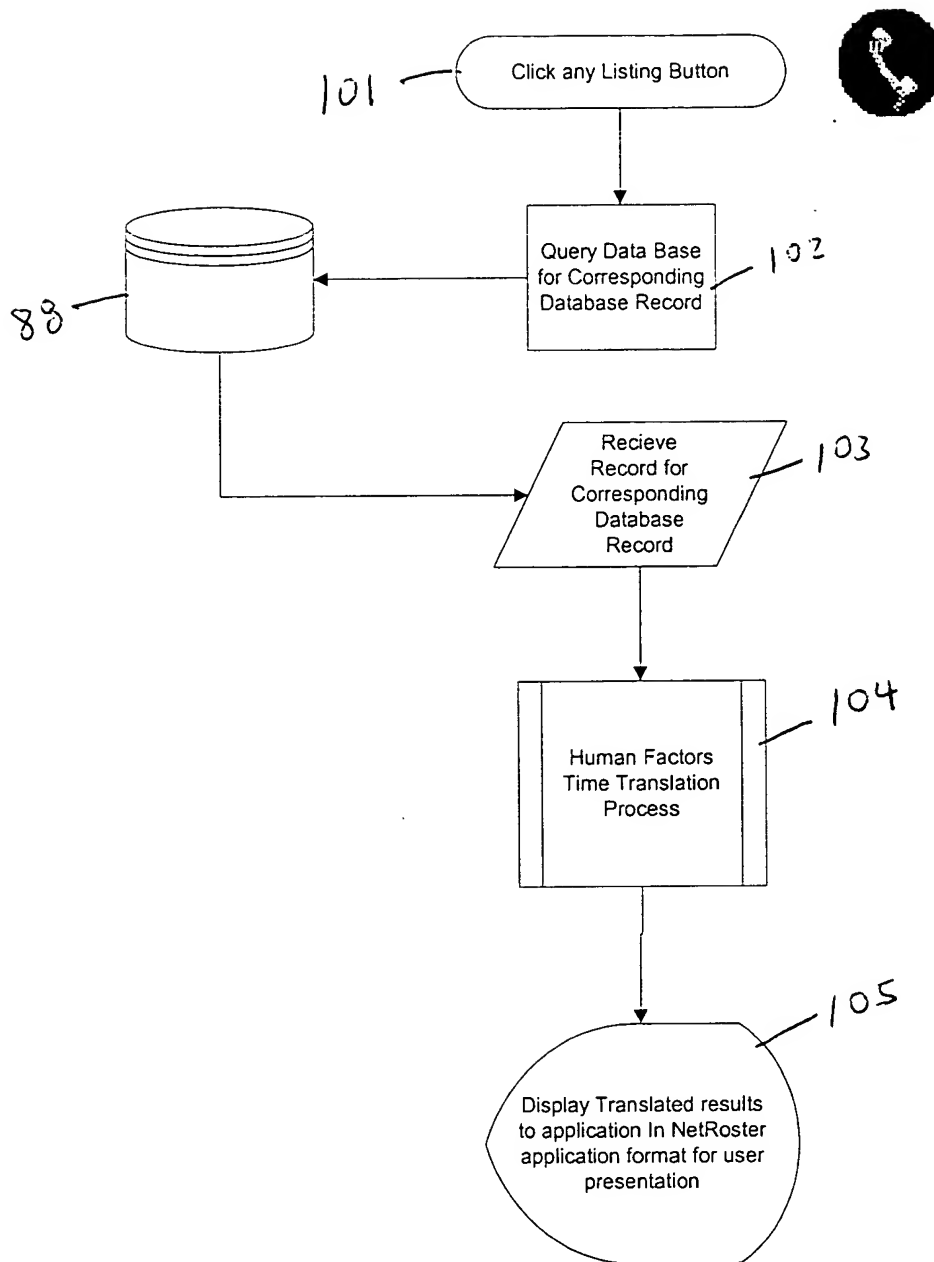 Click any Listing Button
101
Query Data Base
for Corresponding
Database Record
102
88
Recieve
Record for
Corresponding
Database
Record
103
104
Human Factors
Time Translation
Process
105
Display Translated results
to application In NetRoster
application format for user
presentation